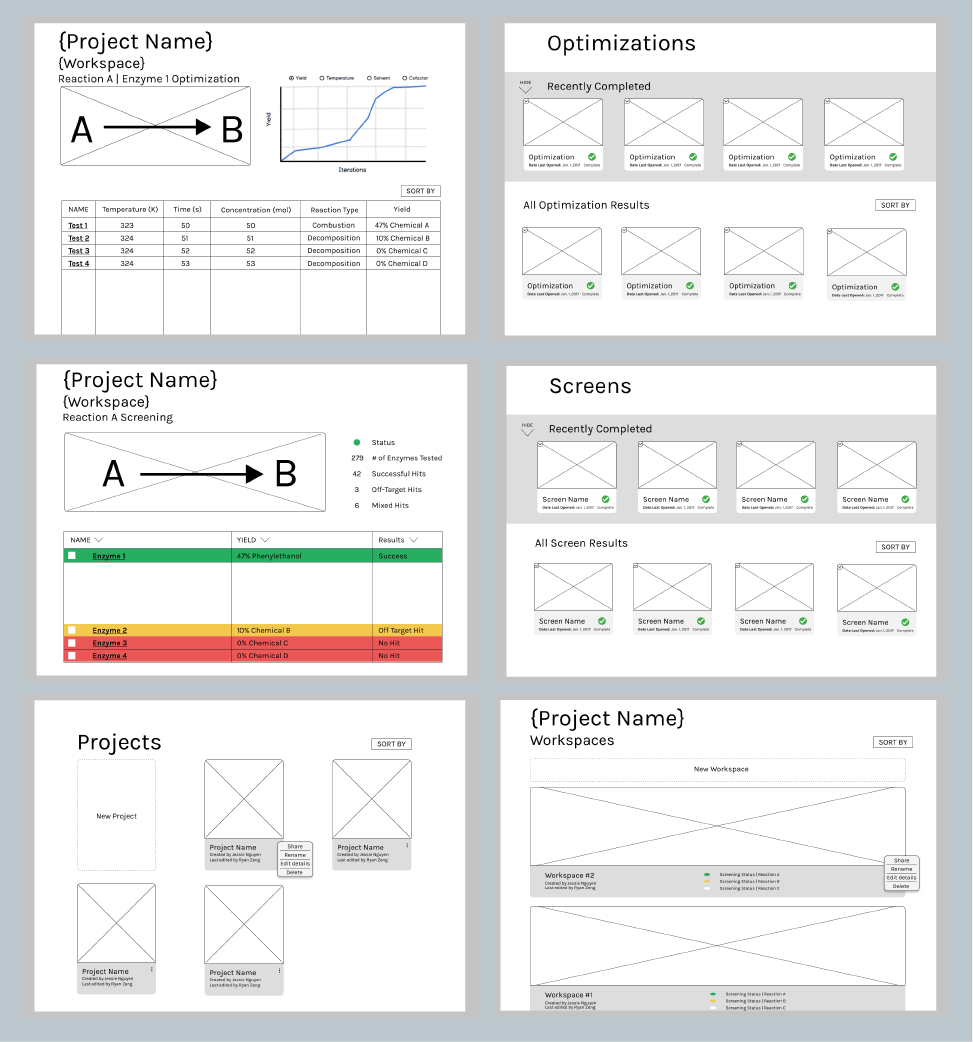 {Project Name}
{Workspace}
Reaction A | Enzyme 1 Optimization
A
B
Yield
Temperature
Solvent
Cofactor
Yield
Iterations
SORT BY
NAME Temperature (K) Time (s) Concentration (mol) Reaction Type Yield
Test 1 323 50 50 Combustion 47% Chemical A
Test 2 324 51 51 Decomposition 10% Chemical B
Test 3 324 52 52 Decomposition 0% Chemical C
Test 4 324 53 53 Decomposition 0% Chemical D
Optimizations
HIDE
Recently Completed
Optimization Optimization Optimization Optimization
Date Last Opened: Jan. 1, 2017 Complete Date Last Opened: Jan. 1, 2017 Complete Date Last Opened: Jan. 1, 2017 Complete Date Last Opened: Jan. 1, 2017 Complete
All Optimization Results
SORT BY
Optimization Optimization Optimization Optimization
Date Last Opened: Jan. 1, 2017 Complete Date Last Opened: Jan. 1, 2017 Complete Date Last Opened: Jan. 1, 2017 Complete Date Last Opened: Jan. 1, 2017 Complete
{Project Name}
{Workspace}
Reaction A Screening
A
B
Status
279 # of Enzymes Tested
42 Successful Hits
3 Off-Target Hits
6 Mixed Hits
NAME YIELD Results
Enzyme 1 47% Phenylethanol Success
Enzyme 2 10% Chemical B Off Target Hit
Enzyme 3 0% Chemical C No Hit
Enzyme 4 0% Chemical D No Hit
Screens
HIDE
Recently Completed
Screen Name Screen Name Screen Name Screen Name
Date Last Opened: Jan. 1, 2017 Complete Date Last Opened: Jan. 1, 2017 Complete Date Last Opened: Jan. 1, 2017 Complete Date Last Opened: Jan. 1, 2017 Complete
All Screen Results
SORT BY
Screen Name Screen Name Screen Name Screen Name
Date Last Opened: Jan. 1, 2017 Complete Date Last Opened: Jan. 1, 2017 Complete Date Last Opened: Jan. 1, 2017 Complete Date Last Opened: Jan. 1, 2017 Complete
Projects
SORT BY
New Project
Project Name
Created by Jessie Nguyen
Last edited by Ryan Zong
Share
Rename
Edit details
Delete
Project Name
Created by Jessie Nguyen
Last edited by Ryan Zong
Project Name
Created by Jessie Nguyen
Last edited by Ryan Zong
Project Name
Created by Jessie Nguyen
Last edited by Ryan Zong
{Project Name}
Workspaces
SORT BY
New Workspace
Workspace #2
Created by Jessie Nguyen
Last edited by Ryan Zong
Screening Status | Reaction A
Screening Status | Reaction B
Screening Status | Reaction C
Share
Rename
Edit details
Delete
Workspace #1
Created by Jessie Nguyen
Last edited by Ryan Zong
Screening Status | Reaction A
Screening Status | Reaction B
Screening Status | Reaction C